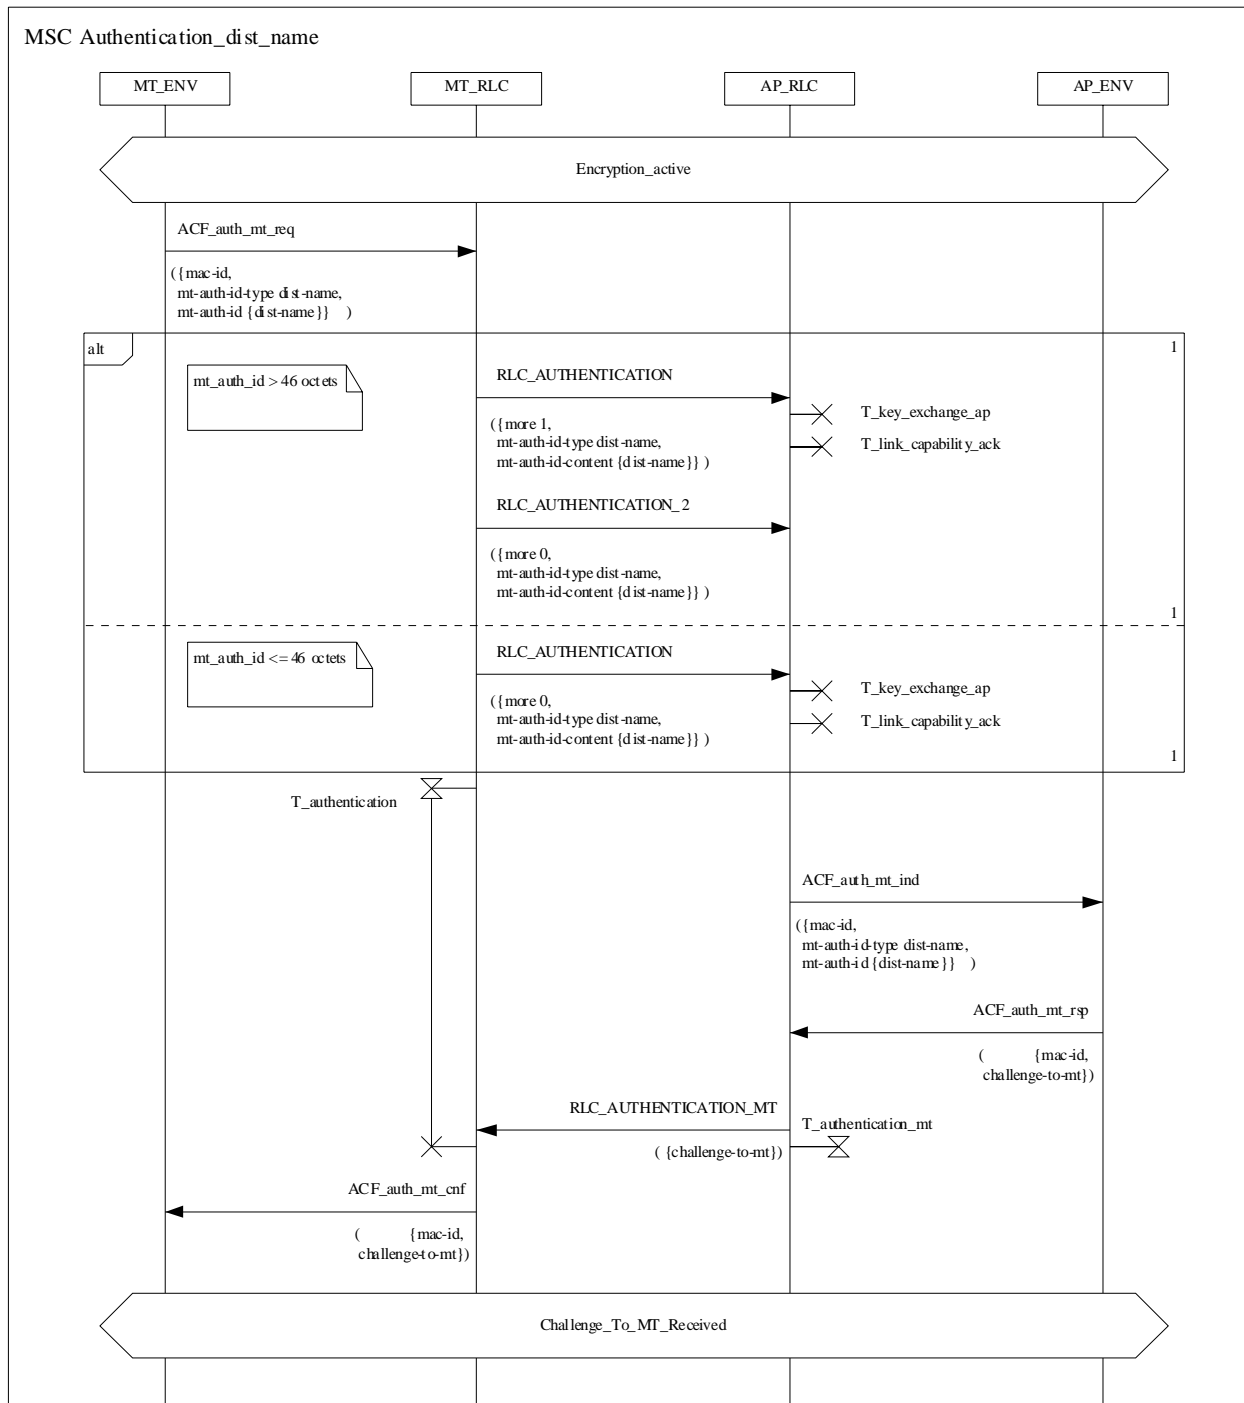 MSC Authentication_dist_name
MT_ENV
MT_RLC
AP_RLC
AP_ENV
Encryption_active
ACF_auth_mt_req
({mac-id,
mt-auth-id-type dist-name,
mt-auth-id {dist-name}} )
alt
1
mt_auth_id > 46 octets
RLC_AUTHENTICATION
T_key_exchange_ap
({more 1,
mt-auth-id-type dist-name,
T_link_capability_ack
mt-auth-id-content {dist-name}} )
RLC_AUTHENTICATION_2
({more 0,
mt-auth-id-type dist-name,
mt-auth-id-content {dist-name}} )
1
mt_auth_id <= 46 octets
RLC_AUTHENTICATION
T_key_exchange_ap
({more 0,
mt-auth-id-type dist-name,
T_link_capability_ack
mt-auth-id-content {dist-name}} )
1
T_authentication
ACF_auth_mt_ind
({mac-id,
mt-auth-id-type dist-name,
mt-auth-id {dist-name}} )
ACF_auth_mt_rsp
( {mac-id,
challenge-to-mt})
RLC_AUTHENTICATION_MT
T_authentication_mt
( {challenge-to-mt})
ACF_auth_mt_cnf
( {mac-id,
challenge-to-mt})
Challenge_To_MT_Received